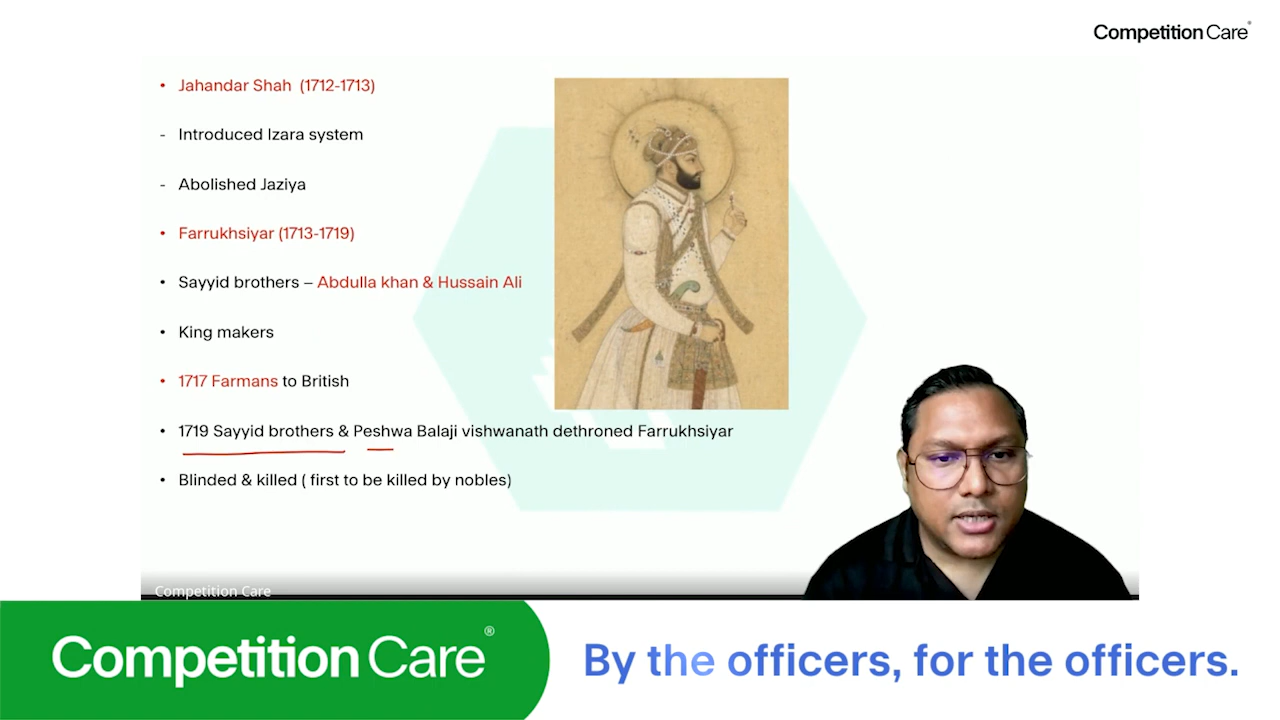 Competition Care®
• Jahandar Shah (1712-1713)
- Introduced Izara system
- Abolished Jaziya
• Farrukhsiyar (1713-1719)
• Sayyid brothers – Abdulla khan & Hussain Ali
• King makers
• 1717 Farmans to British
• 1719 Sayyid brothers & Peshwa Balaji vishwanath dethroned Farrukhsiyar
• Blinded & killed ( first to be killed by nobles)
Competition Care
Competition Care®
By the officers, for the officers.